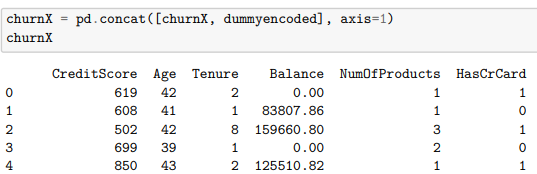 churnX = pd.concat([churnX, dummyencoded], axis=1)
churnX
CreditScore Age Tenure Balance NumOfProducts HasCrCard
0 619 42 2 0.00 1 1
1 608 41 1 83807.86 1 0
2 502 42 8 159660.80 3 1
3 699 39 1 0.00 2 0
4 850 43 2 125510.82 1 1